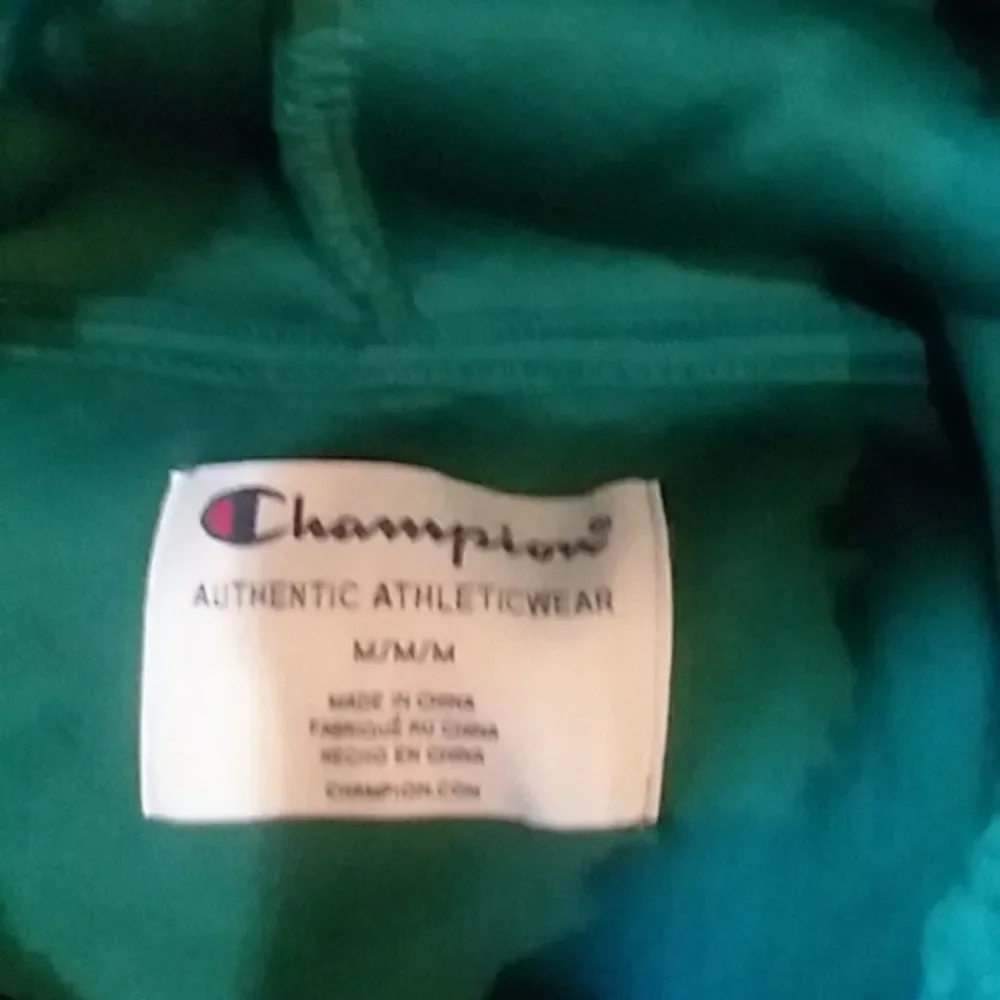 Champion®
AUTHENTIC ATHLETICWEAR
M/M/M
MADE IN CHINA
FABRIQUÉ AU CHINA
HECHO EN CHINA
CHAMPION.COM